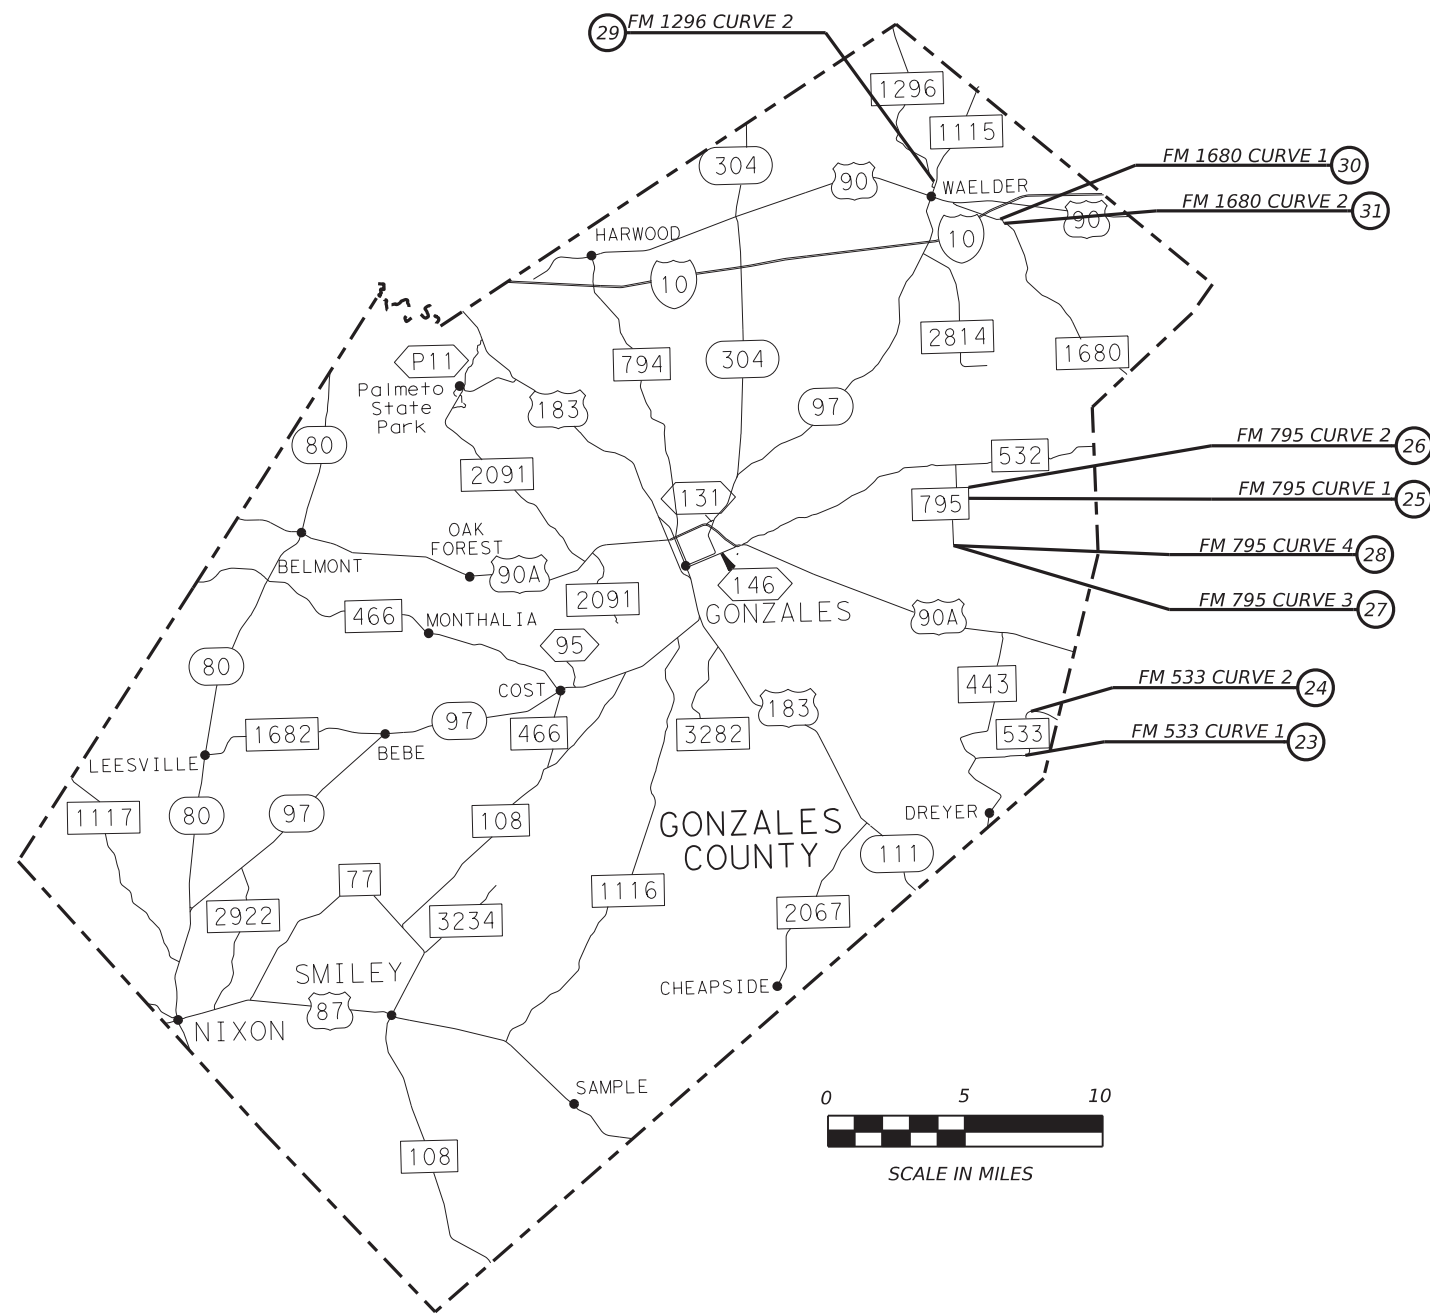 29 FM 1296 CURVE 2
1296
1115
FM 1680 CURVE 1 30
304
90
WAELDER
FM 1680 CURVE 2 31
90
HARWOOD
10
10
2814
1680
P11
794
304
Palmeto
State
Park
183
97
80
FM 795 CURVE 2 26
532
2091
131
795
FM 795 CURVE 1 25
OAK
FOREST
FM 795 CURVE 4 28
BELMONT
90A
146
2091
FM 795 CURVE 3 27
466
MONTHALIA
GONZALES
90A
95
80
COST
443
FM 533 CURVE 2 24
183
1682
97
466
3282
533
FM 533 CURVE 1 23
BEBE
LEESVILLE
1117
80
97
108
GONZALES
COUNTY
DREYER
111
77
1116
2922
3234
2067
SMILEY
CHEAPSIDE
87
NIXON
SAMPLE
0 5 10
SCALE IN MILES
108